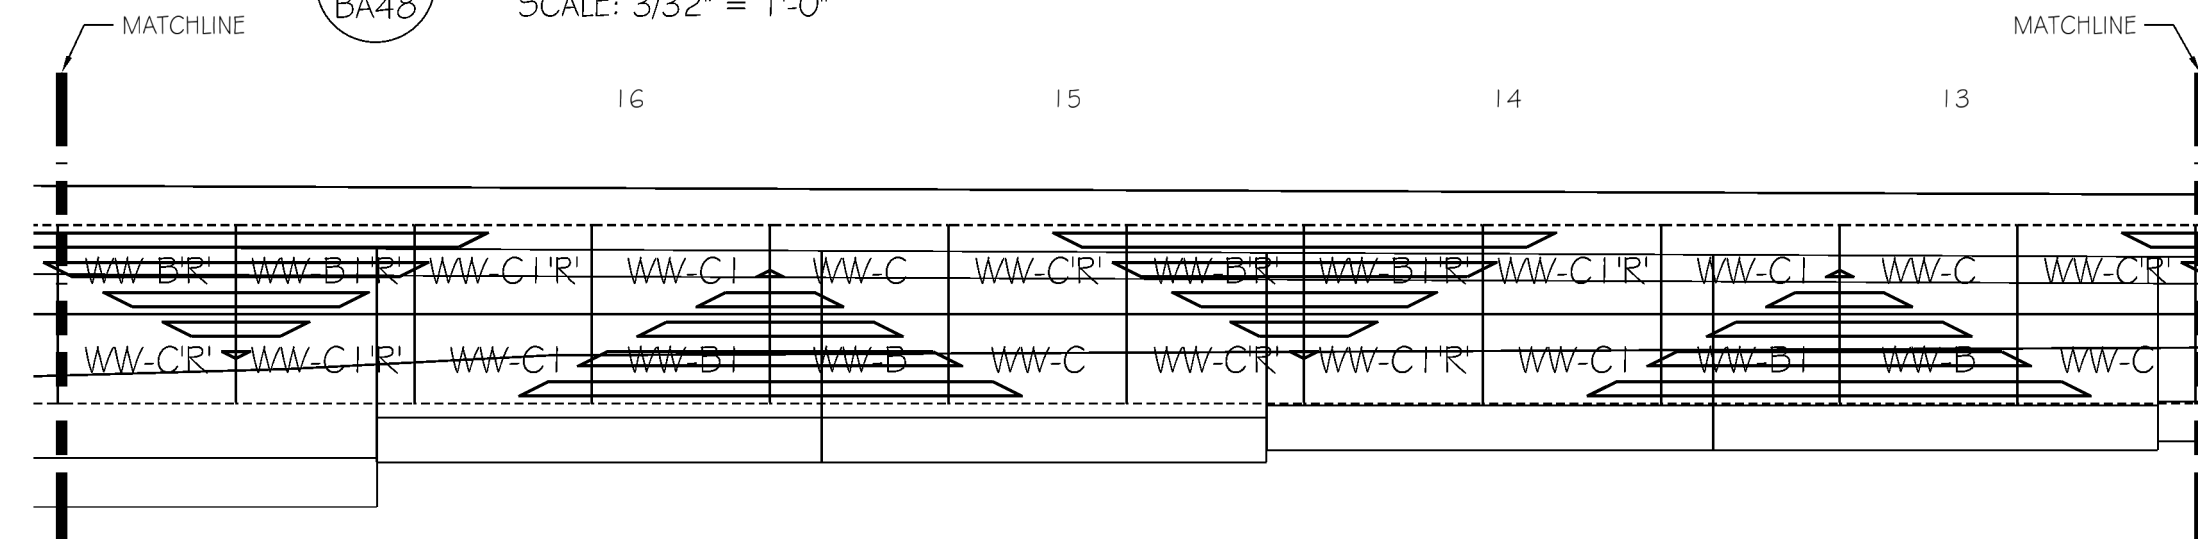 BA48 SCALE: 3/32" = 1'-0"
MATCHLINE MATCHLINE
16 15 14 13
WW-B'R' WW-B1'R' WW-C1'R' WW-C1 WW-C WW-C'R' WW-B'R' WW-B1'R' WW-C1'R' WW-C1 WW-C WW-C'R'
WW-C'R' WW-C1'R' WW-C1 WW-B1 WW-B WW-C WW-C'R' WW-C1'R' WW-C1 WW-B1 WW-B WW-C